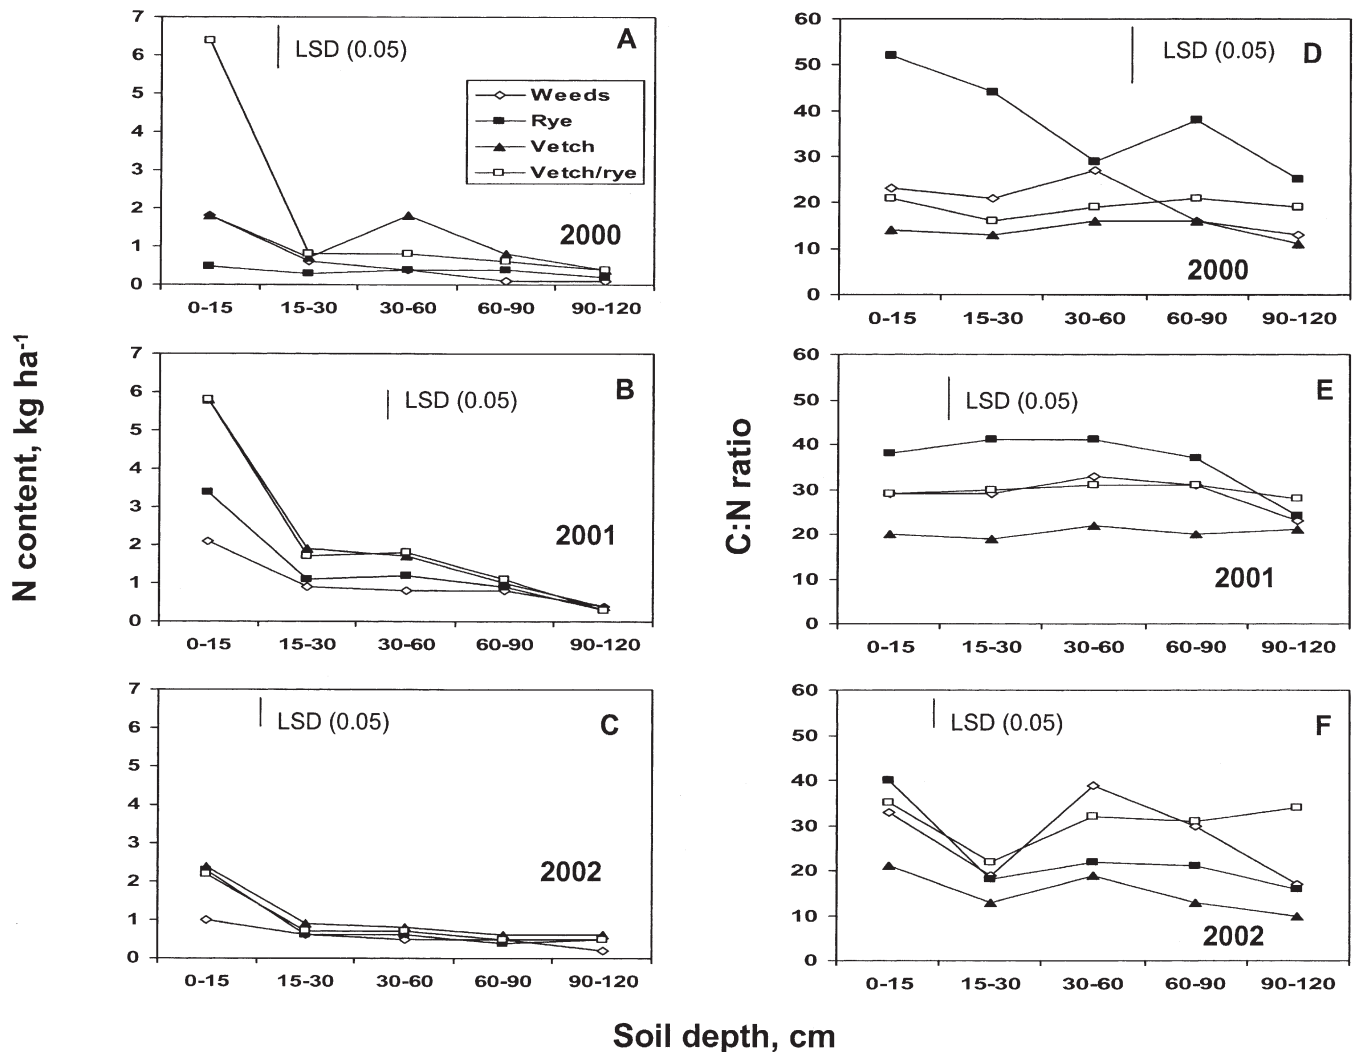 7
6
5
4
3
2
1
0
LSD (0.05)
A
Weeds
Rye
Vetch
Vetch/rye
2000
0-15 15-30 30-60 60-90 90-120
60
50
40
30
20
10
0
LSD (0.05)
D
2000
0-15 15-30 30-60 60-90 90-120
N content, kg ha-1
7
6
5
4
3
2
1
0
LSD (0.05)
B
2001
0-15 15-30 30-60 60-90 90-120
C:N ratio
60
50
40
30
20
10
0
LSD (0.05)
E
2001
0-15 15-30 30-60 60-90 90-120
7
6
5
4
3
2
1
0
LSD (0.05)
C
2002
0-15 15-30 30-60 60-90 90-120
60
50
40
30
20
10
0
LSD (0.05)
F
2002
0-15 15-30 30-60 60-90 90-120
Soil depth, cm